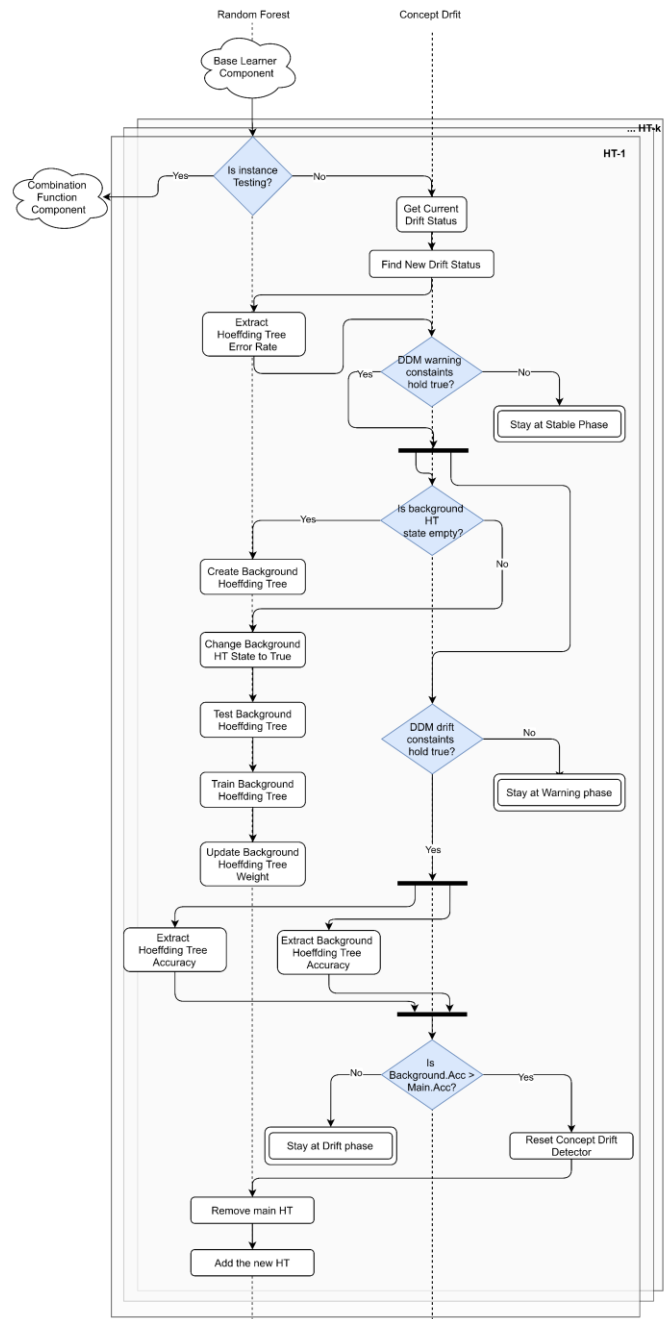 Random Forest
Concept Drfit
Base Learner
Component
... HT-k
HT-1
Is instance
Testing?
Yes
No
Combination
Function
Component
Get Current
Drift Status
Find New Drift Status
Extract
Hoeffding Tree
Error Rate
DDM warning
constaints
hold true?
Yes
No
Stay at Stable Phase
Is background
HT
state empty?
Yes
No
Create Background
Hoeffding Tree
Change Background
HT State to True
Test Background
Hoeffding Tree
DDM drift
constaints
hold true?
No
Train Background
Hoeffding Tree
Stay at Warning phase
Update Background
Hoeffding Tree
Weight
Yes
Extract
Hoeffding Tree
Accuracy
Extract Background
Hoeffding Tree
Accuracy
Is
Background.Acc >
Main.Acc?
No
Yes
Stay at Drift phase
Reset Concept Drift
Detector
Remove main HT
Add the new HT